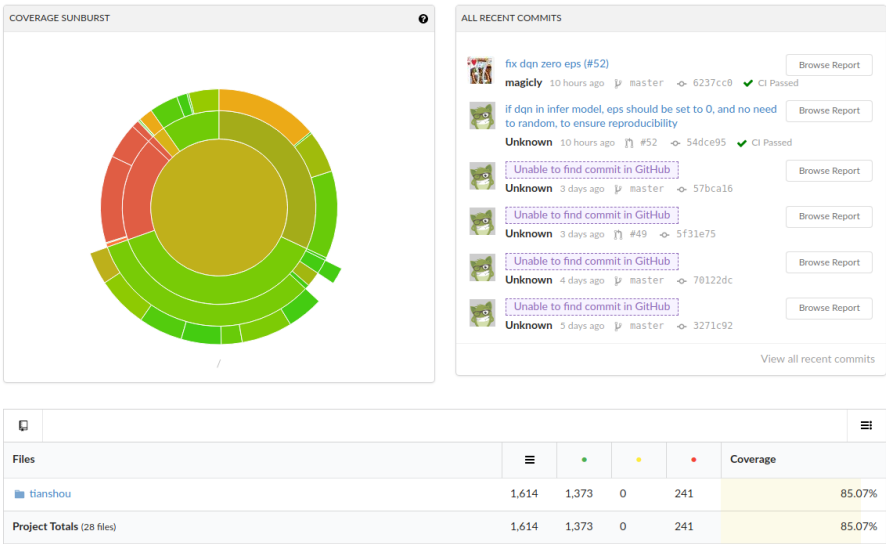 COVERAGE SUNBURST
/
ALL RECENT COMMITS
fix dqn zero eps (#52)
Browse Report
magicly 10 hours ago master 6237cc0 CI Passed
if dqn in infer model, eps should be set to 0, and no need
to random, to ensure reproducibility
Browse Report
Unknown 10 hours ago #52 54dce95 CI Passed
Unable to find commit in GitHub
Browse Report
Unknown 3 days ago master 57bca16
Unable to find commit in GitHub
Browse Report
Unknown 3 days ago #49 5f31e75
Unable to find commit in GitHub
Browse Report
Unknown 4 days ago master 70122dc
Unable to find commit in GitHub
Browse Report
Unknown 5 days ago master 3271c92
View all recent commits
Files Coverage
tianshou 1,614 1,373 0 241 85.07%
Project Totals (28 files) 1,614 1,373 0 241 85.07%